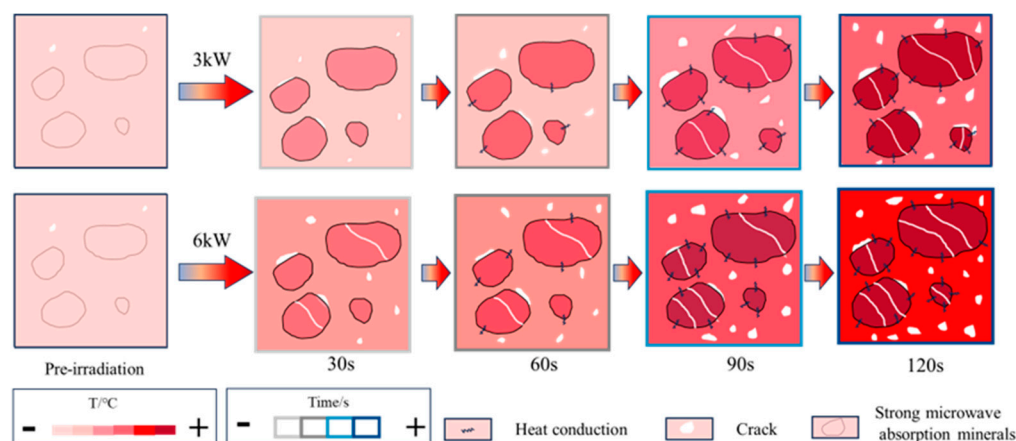 3kW
6kW
Pre-irradiation
30s
60s
90s
120s
T/°C
- +
Time/s
- +
Heat conduction
Crack
Strong microwave
absorption minerals